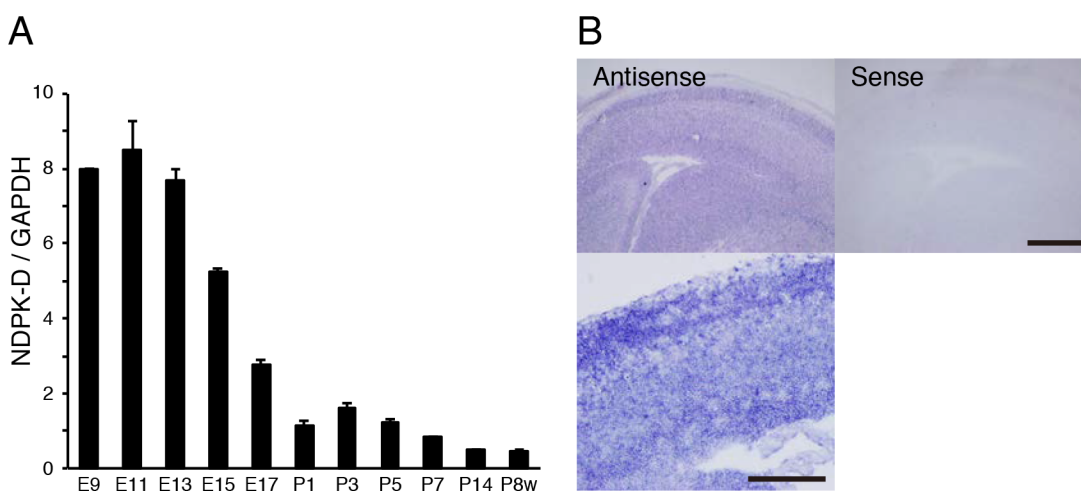 A
B
Antisense
Sense
NDPK-D / GAPDH
10
8
6
4
2
0
E9 E11 E13 E15 E17 P1 P3 P5 P7 P14 P8w